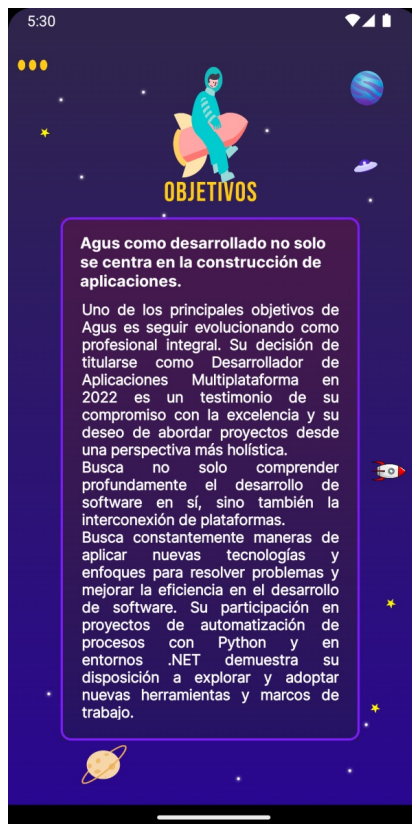 5:30
OBJETIVOS
Agus como desarrollado no solo
se centra en la construcción de
aplicaciones.
Uno de los principales objetivos de
Agus es seguir evolucionando como
profesional integral. Su decisión de
titularse como Desarrollador de
Aplicaciones Multiplataforma en
2022 es un testimonio de su
compromiso con la excelencia y su
deseo de abordar proyectos desde
una perspectiva más holística.
Busca no solo comprender
profundamente el desarrollo de
software en sí, sino también la
interconexión de plataformas.
Busca constantemente maneras de
aplicar nuevas tecnologías y
enfoques para resolver problemas y
mejorar la eficiencia en el desarrollo
de software. Su participación en
proyectos de automatización de
procesos con Python y en
entornos .NET demuestra su
disposición a explorar y adoptar
nuevas herramientas y marcos de
trabajo.